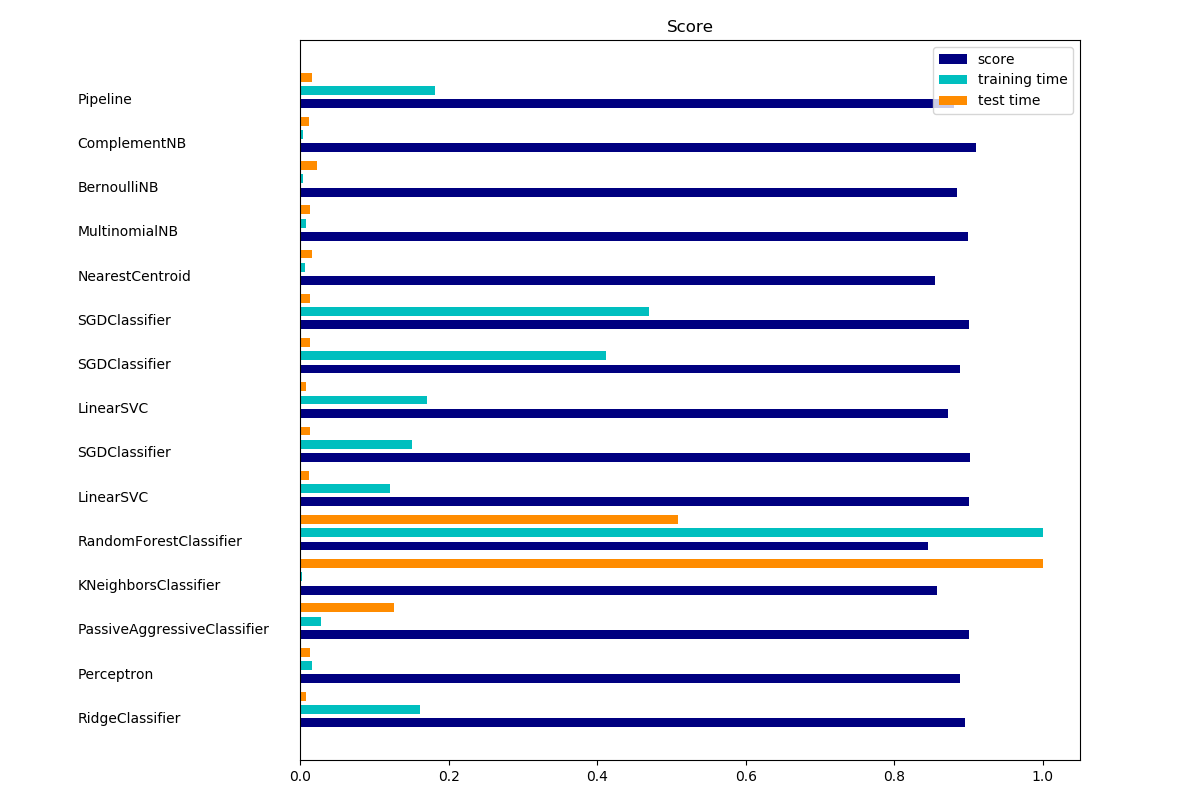 Score
score
training time
test time
Pipeline
ComplementNB
BernoulliNB
MultinomialNB
NearestCentroid
SGDClassifier
SGDClassifier
LinearSVC
SGDClassifier
LinearSVC
RandomForestClassifier
KNeighborsClassifier
PassiveAggressiveClassifier
Perceptron
RidgeClassifier
0.0 0.2 0.4 0.6 0.8 1.0